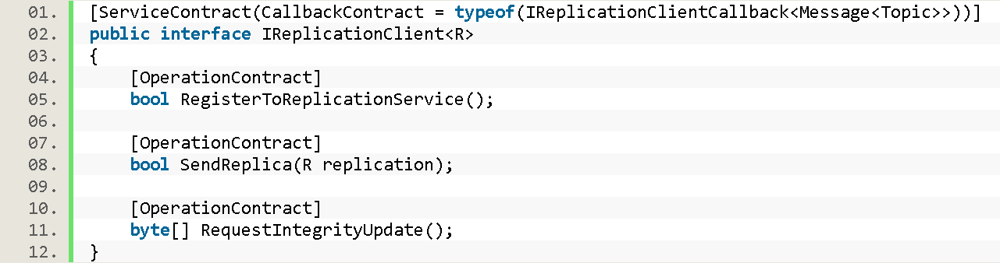 01. [ServiceContract(CallbackContract = typeof(IReplicationClientCallback<Message<Topic>>))]
02. public interface IReplicationClient<R>
03. {
04.     [OperationContract]
05.     bool RegisterToReplicationService();
06.
07.     [OperationContract]
08.     bool SendReplica(R replication);
09.
10.     [OperationContract]
11.     byte[] RequestIntegrityUpdate();
12. }